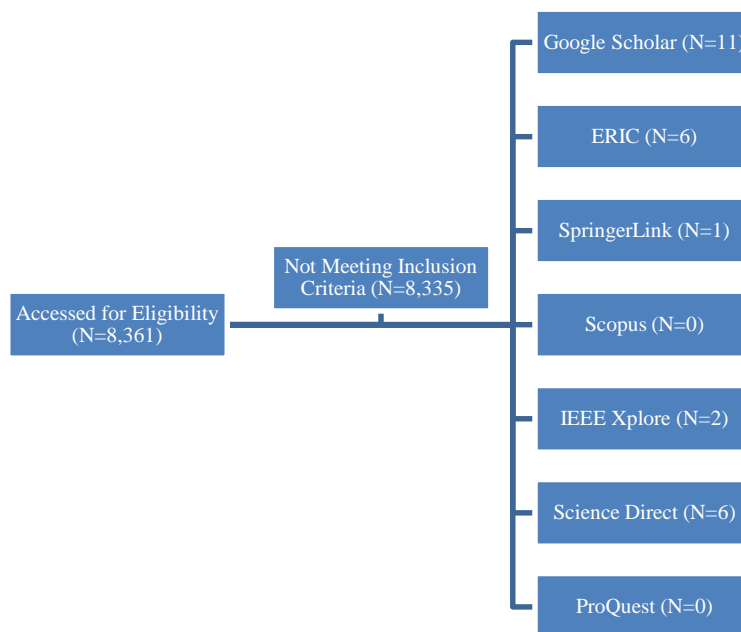 Google Scholar (N=11)
ERIC (N=6)
SpringerLink (N=1)
Not Meeting Inclusion
Criteria (N=8,335)
Accessed for Eligibility
(N=8,361)
Scopus (N=0)
IEEE Xplore (N=2)
Science Direct (N=6)
ProQuest (N=0)